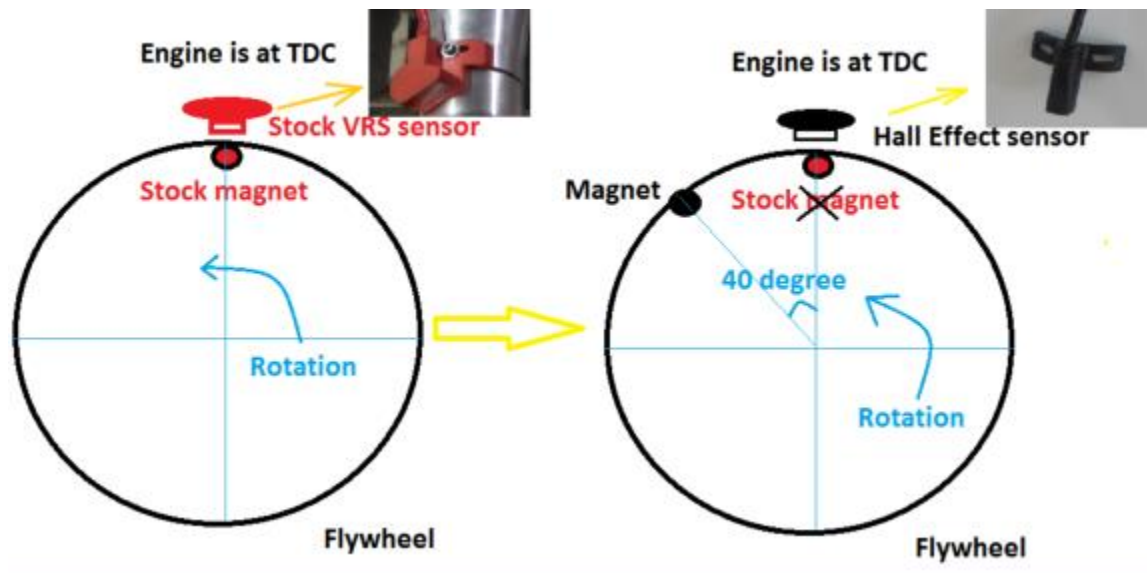 Engine is at TDC
Stock VRS sensor
Stock magnet
Rotation
Flywheel
Engine is at TDC
Hall Effect sensor
Magnet
Stock magnet
40 degree
Rotation
Flywheel